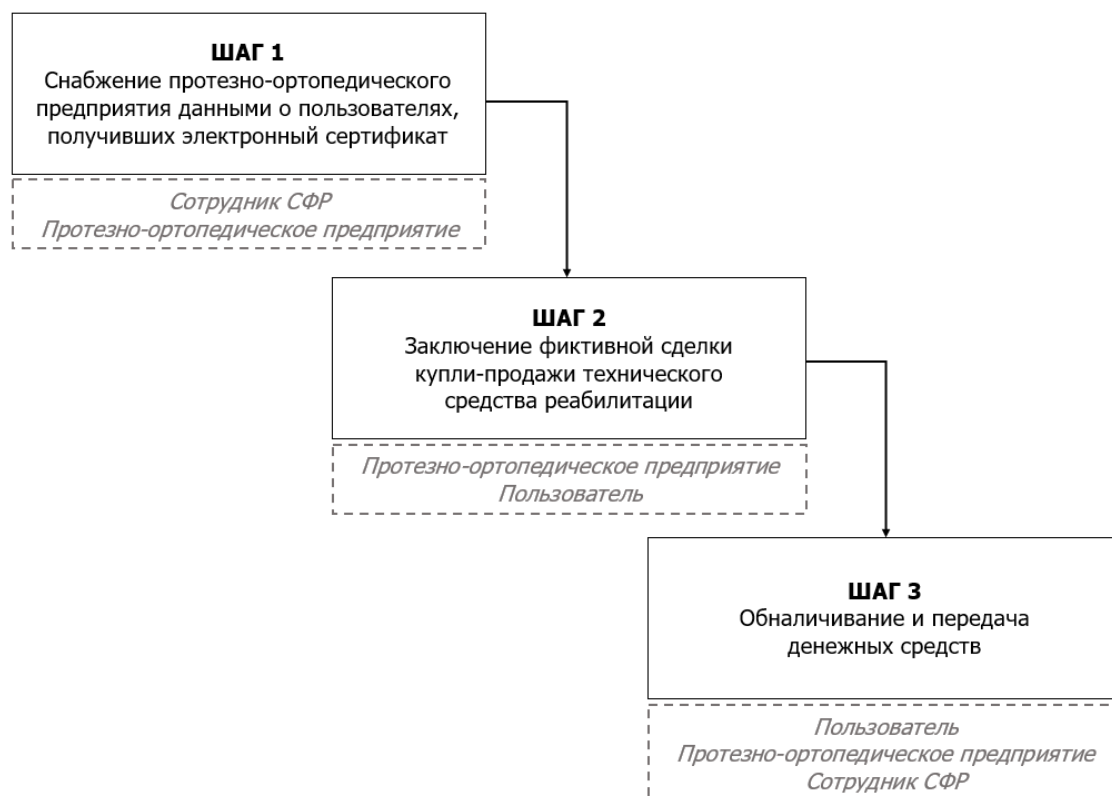 ШАГ 1
Снабжение протезно-ортопедического
предприятия данными о пользователях,
получивших электронный сертификат
Сотрудник СФР
Протезно-ортопедическое предприятие
ШАГ 2
Заключение фиктивной сделки
купли-продажи технического
средства реабилитации
Протезно-ортопедическое предприятие
Пользователь
ШАГ 3
Обналичивание и передача
денежных средств
Пользователь
Протезно-ортопедическое предприятие
Сотрудник СФР